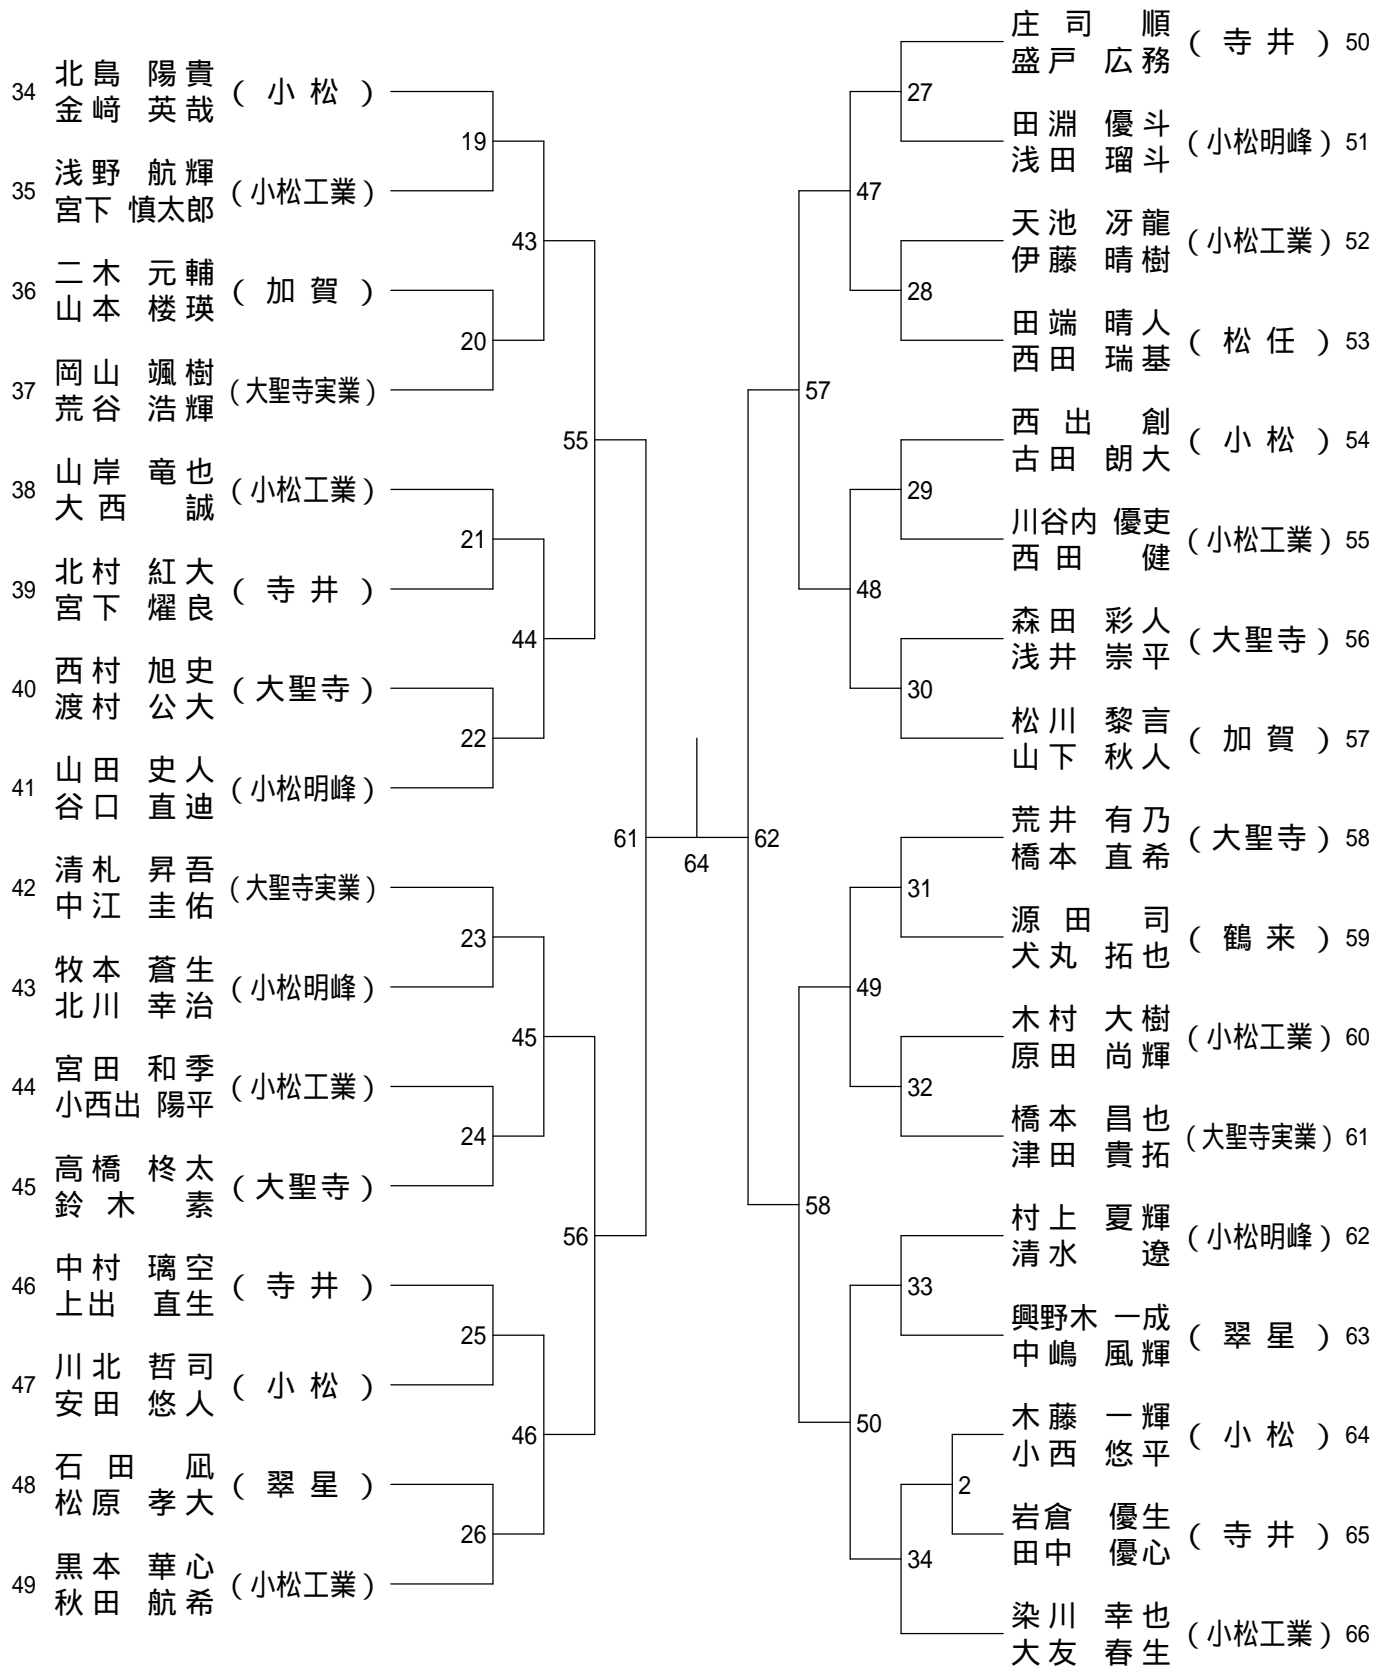 34 北島 陽貴 (小松)
金﨑 英哉
19
35 浅野 航輝 (小松工業)
宮下 慎太郎
43
36 二木 元輔 (加賀)
山本 楼瑛
20
37 岡山 颯樹 (大聖寺実業)
荒谷 浩輝
55
38 山岸 竜也 (小松工業)
大西 誠
21
39 北村 紅大 (寺井)
宮下 燿良
44
40 西村 旭史 (大聖寺)
渡村 公大
22
41 山田 史人 (小松明峰)
谷口 直迪
61
42 清札 昇吾 (大聖寺実業)
中江 圭佑
23
43 牧本 蒼生 (小松明峰)
北川 幸治
45
44 宮田 和季 (小松工業)
小西出 陽平
24
45 高橋 柊太 (大聖寺)
鈴木 素
56
46 中村 璃空 (寺井)
上出 直生
25
47 川北 哲司 (小松)
安田 悠人
46
48 石田 凪 (翠星)
松原 孝大
26
49 黒本 華心 (小松工業)
秋田 航希
64
庄司 順 (寺井) 50
盛戸 広務
27
田淵 優斗 (小松明峰) 51
浅田 瑠斗
47
天池 冴龍 (小松工業) 52
伊藤 晴樹
28
田端 晴人 (松任) 53
西田 瑞基
57
西出 創 (小松) 54
古田 朗大
29
川谷内 優吏 (小松工業) 55
西田 健
48
森田 彩人 (大聖寺) 56
浅井 崇平
30
松川 黎言 (加賀) 57
山下 秋人
62
荒井 有乃 (大聖寺) 58
橋本 直希
31
源田 司 (鶴来) 59
犬丸 拓也
49
木村 大樹 (小松工業) 60
原田 尚輝
32
橋本 昌也 (大聖寺実業) 61
津田 貴拓
58
村上 夏輝 (小松明峰) 62
清水 遼
33
興野木 一成 (翠星) 63
中嶋 風輝
50
木藤 一輝 (小松) 64
小西 悠平
2
岩倉 優生 (寺井) 65
田中 優心
34
染川 幸也 (小松工業) 66
大友 春生